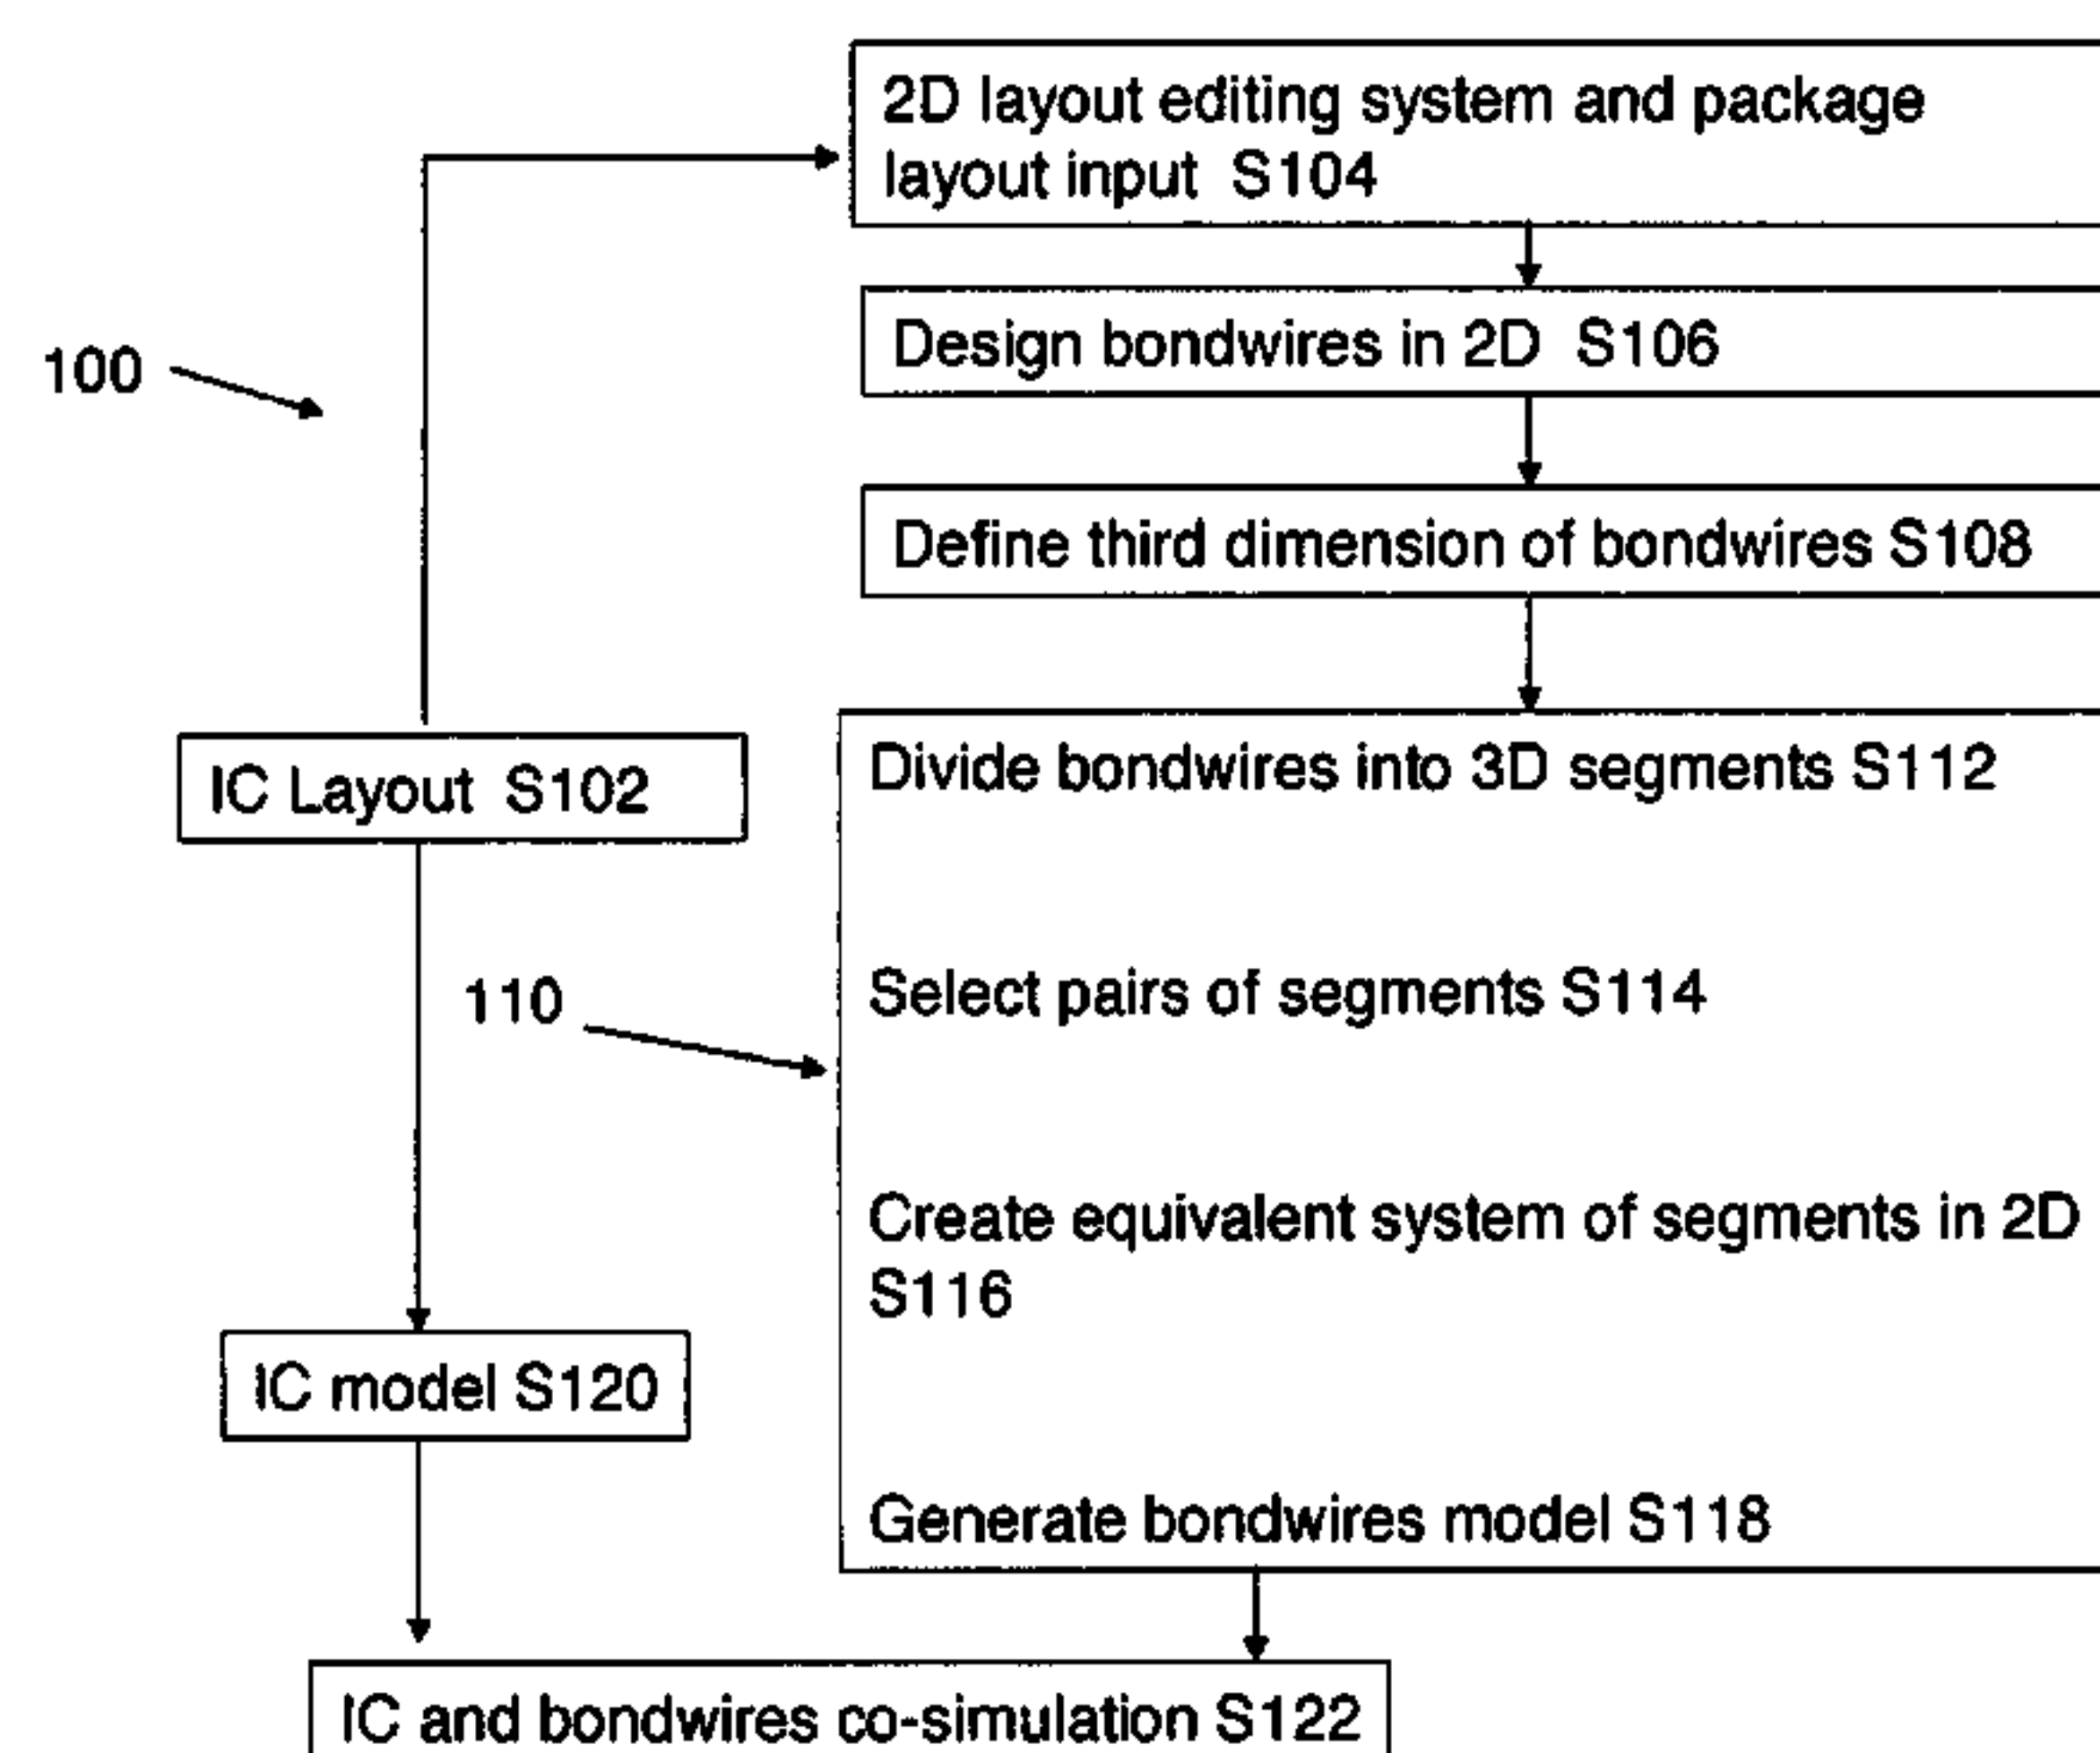 2D layout editing system and package
layout input S104
Design bondwires in 2D S106
100
Define third dimension of bondwires S108
IC Layout S102
Divide bondwires into 3D segments S112
110
Select pairs of segments S114
Create equivalent system of segments in 2D
S116
IC model S120
Generate bondwires model S118
IC and bondwires co-simulation S122